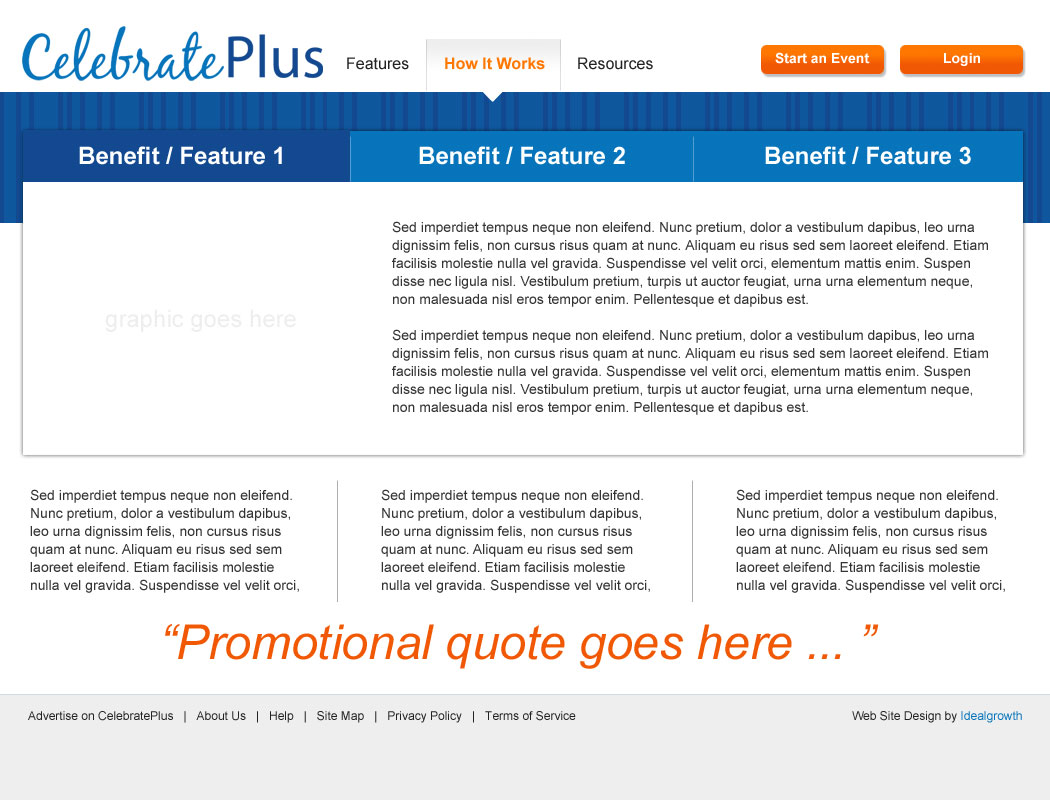 CelebratePlus
Features
How It Works
Resources
Start an Event
Login
Benefit / Feature 1
Benefit / Feature 2
Benefit / Feature 3
graphic goes here
Sed imperdiet tempus neque non eleifend. Nunc pretium, dolor a vestibulum dapibus, leo urna
dignissim felis, non cursus risus quam at nunc. Aliquam eu risus sed sem laoreet eleifend. Etiam
facilisis molestie nulla vel gravida. Suspendisse vel velit orci, elementum mattis enim. Suspen
disse nec ligula nisl. Vestibulum pretium, turpis ut auctor feugiat, urna urna elementum neque,
non malesuada nisl eros tempor enim. Pellentesque et dapibus est.
Sed imperdiet tempus neque non eleifend. Nunc pretium, dolor a vestibulum dapibus, leo urna
dignissim felis, non cursus risus quam at nunc. Aliquam eu risus sed sem laoreet eleifend. Etiam
facilisis molestie nulla vel gravida. Suspendisse vel velit orci, elementum mattis enim. Suspen
disse nec ligula nisl. Vestibulum pretium, turpis ut auctor feugiat, urna urna elementum neque,
non malesuada nisl eros tempor enim. Pellentesque et dapibus est.
Sed imperdiet tempus neque non eleifend.
Nunc pretium, dolor a vestibulum dapibus,
leo urna dignissim felis, non cursus risus
quam at nunc. Aliquam eu risus sed sem
laoreet eleifend. Etiam facilisis molestie
nulla vel gravida. Suspendisse vel velit orci,
Sed imperdiet tempus neque non eleifend.
Nunc pretium, dolor a vestibulum dapibus,
leo urna dignissim felis, non cursus risus
quam at nunc. Aliquam eu risus sed sem
laoreet eleifend. Etiam facilisis molestie
nulla vel gravida. Suspendisse vel velit orci,
Sed imperdiet tempus neque non eleifend.
Nunc pretium, dolor a vestibulum dapibus,
leo urna dignissim felis, non cursus risus
quam at nunc. Aliquam eu risus sed sem
laoreet eleifend. Etiam facilisis molestie
nulla vel gravida. Suspendisse vel velit orci,
“Promotional quote goes here ... ”
Advertise on CelebratePlus | About Us | Help | Site Map | Privacy Policy | Terms of Service
Web Site Design by Idealgrowth